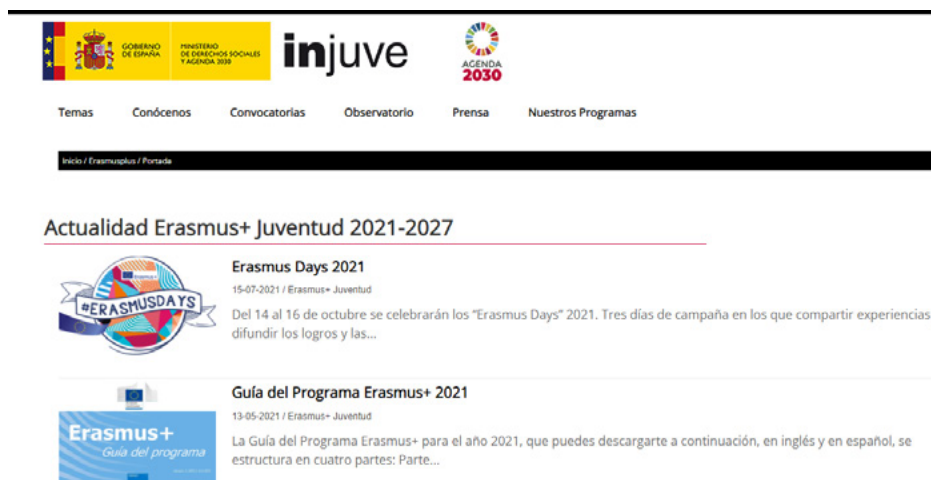 GOBIERNO
DE ESPAÑA
MINISTERIO
DE DERECHOS SOCIALES
Y AGENDA 2030
injuve
AGENDA
2030
Temas Conócenos Convocatorias Observatorio Prensa Nuestros Programas
Inicio / Erasmusplus / Portada
Actualidad Erasmus+ Juventud 2021-2027
#ERASMUSDAYS
Erasmus Days 2021
15-07-2021 / Erasmus+ Juventud
Del 14 al 16 de octubre se celebrarán los “Erasmus Days” 2021. Tres días de campaña en los que compartir experiencias
difundir los logros y las...
Erasmus+
Guía del programa
Guía del Programa Erasmus+ 2021
13-05-2021 / Erasmus+ Juventud
La Guía del Programa Erasmus+ para el año 2021, que puedes descargarte a continuación, en inglés y en español, se
estructura en cuatro partes: Parte...